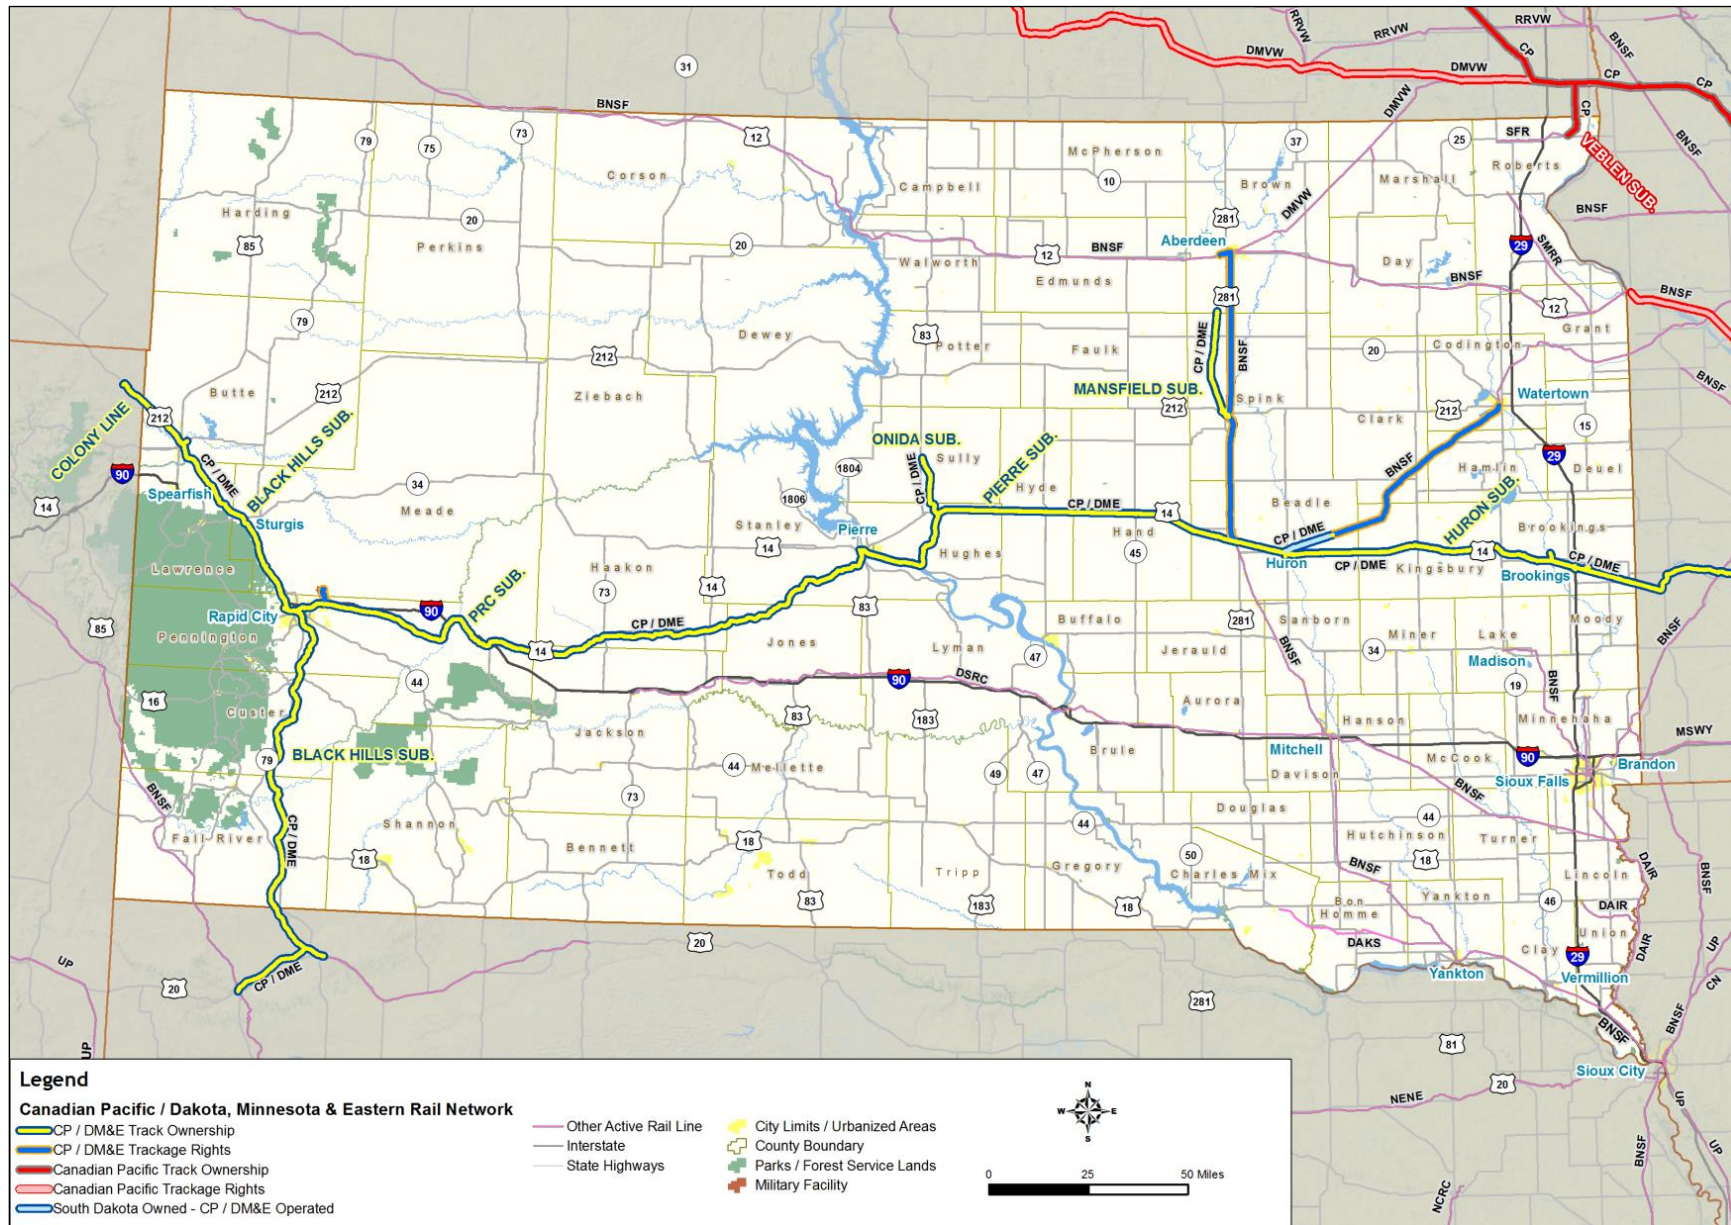 31
RRVW
RRVW
RRVW
BNSF
DMVW
DMVW
CP
CP
CP
CP
BNSF
BNSF
DMVW
12
79
75
73
McPherson
37
25
SFR
Roberts
VEBLEN SUB.
Corson
Campbell
10
Brown
Marshall
BNSF
Harding
20
281
DMVW
85
Perkins
20
Aberdeen
BNSF
12
29
SMRR
Walworth
Edmunds
Day
BNSF
BNSF
281
12
79
Grant
Dewey
83
Potter
Faulk
CP / DME
BNSF
20
Codington
212
BNSF
Butte
212
Ziebach
MANSFIELD SUB.
212
Spink
Watertown
212
Clark
212
15
COLONY LINE
BLACK HILLS SUB.
ONIDA SUB.
Sully
PIERRE SUB.
29
90
CP / DME
1804
CP / DME
BNSF
Hamlin
Deuel
Spearfish
34
1806
Hyde
14
Meade
Sturgis
Stanley
Pierre
CP / DME
14
Beadle
HURON SUB.
Brookings
Hand
CP / DME
14
Hughes
45
14
CP / DME
Lawrence
Haakon
14
Huron
CP / DME
Kingsbury
Brookings
PRC SUB.
73
90
Rapid City
83
85
Pennington
CP / DME
Buffalo
281
Sanborn
Miner
Lake
Moody
14
Jones
Lyman
47
Jerauld
34
BNSF
Madison
BNSF
44
90
DSRC
BNSF
19
16
Custer
Aurora
83
183
Hanson
Minnehaha
Jackson
MSWY
BLACK HILLS SUB.
Brule
Mitchell
90
McCook
Brandon
79
44
Mellette
49
47
Davison
Sioux Falls
BNSF
73
BNSF
Douglas
44
CP / DME
Shannon
44
Hutchinson
Turner
Fall River
18
18
Bennett
50
BNSF
18
DAIR
Todd
Tripp
Gregory
Charles Mix
Lincoln
BNSF
83
183
18
Bon
Homme
Yankton
46
DAIR
20
DAKS
Clay
Union
DAIR
UP
UP
CP / DME
Yankton
29
Vermillion
CN
20
281
BNSF
BNSF
UP
81
Sioux City
20
NENE
UP
BNSF
UP
NCRC
Legend
Canadian Pacific / Dakota, Minnesota & Eastern Rail Network
CP / DM&E Track Ownership
CP / DM&E Trackage Rights
Canadian Pacific Track Ownership
Canadian Pacific Trackage Rights
South Dakota Owned - CP / DM&E Operated
Other Active Rail Line
Interstate
State Highways
City Limits / Urbanized Areas
County Boundary
Parks / Forest Service Lands
Military Facility
N
W
E
S
0
25
50 Miles